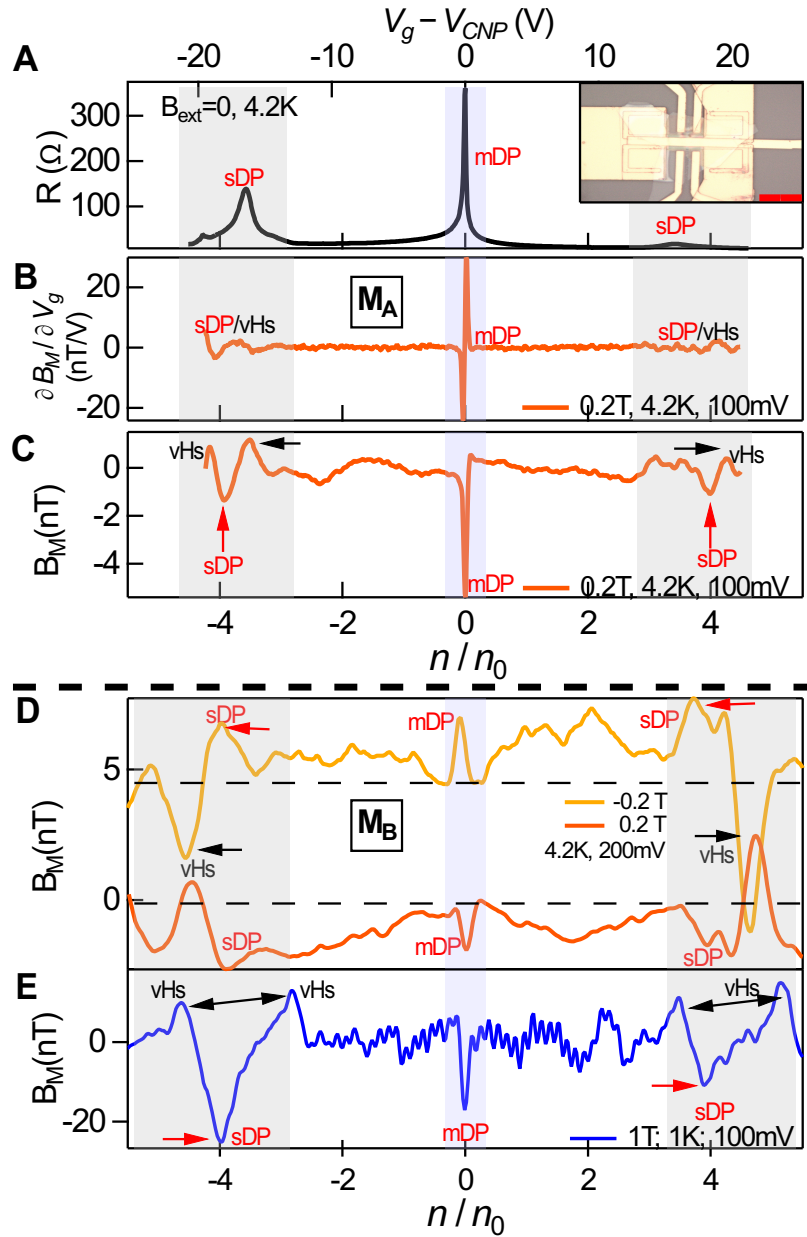 V_g – V_CNP (V)
-20 -10 0 10 20
A
B_ext=0, 4.2K
300
200
100
R (Ω)
sDP
mDP
sDP
B
20
0
-20
∂B_M / ∂V_g
(nT/V)
M_A
sDP/vHs
mDP
sDP/vHs
0.2T, 4.2K, 100mV
C
0
-2
-4
B_M(nT)
vHs
sDP
mDP
vHs
sDP
0.2T, 4.2K, 100mV
-4 -2 0 2 4
n / n_0
D
5
0
B_M(nT)
sDP
mDP
sDP
M_B
-0.2 T
0.2 T
4.2K, 200mV
vHs
vHs
sDP
mDP
sDP
E
0
-20
B_M(nT)
vHs
vHs
vHs
sDP
mDP
sDP
1T, 1K, 100mV
-4 -2 0 2 4
n / n_0